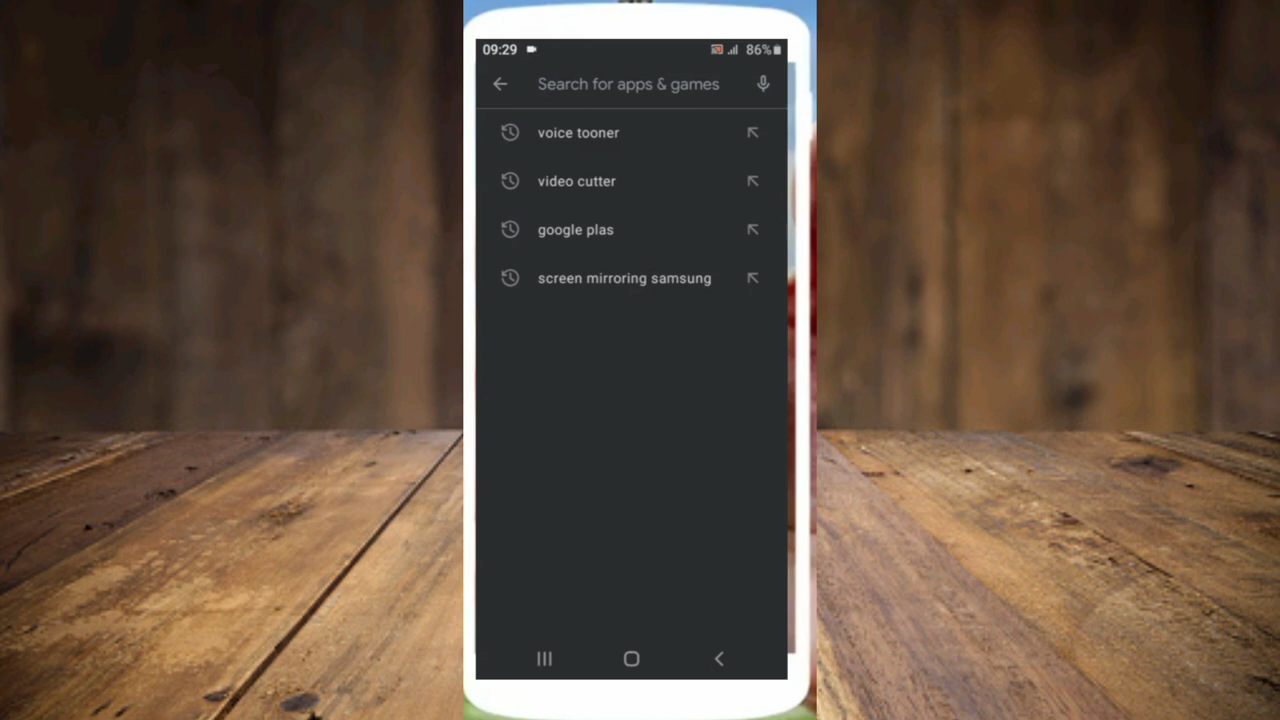 09:29
86%
Search for apps & games
voice tooner
video cutter
google plas
screen mirroring samsung